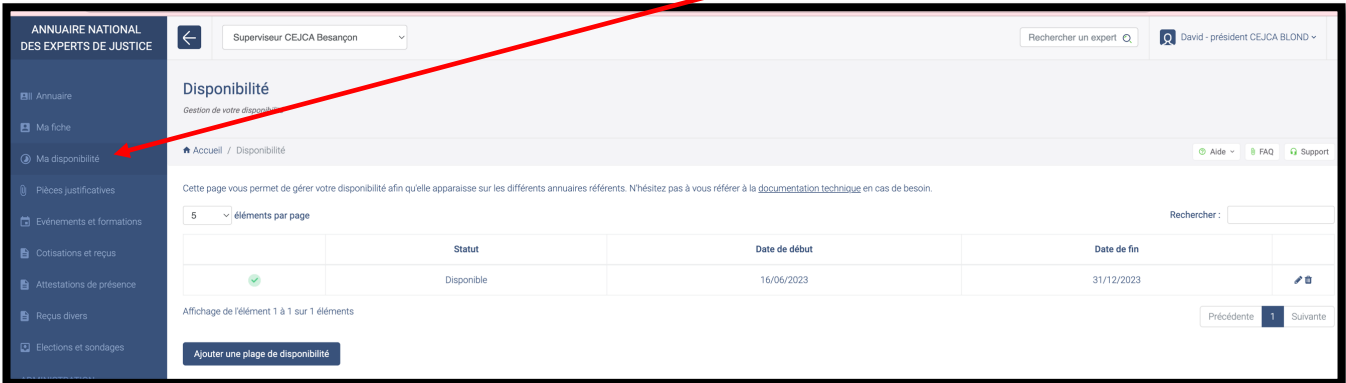 ANNUAIRE NATIONAL
DES EXPERTS DE JUSTICE
Superviseur CEJCA Besançon
Rechercher un expert
David - président CEJCA BLOND
Annuaire
Ma fiche
Ma disponibilité
Pièces justificatives
Evénements et formations
Cotisations et reçus
Attestations de présence
Reçus divers
Elections et sondages
Disponibilité
Gestion de votre disponibilité
Accueil / Disponibilité
Aide
FAQ
Support
Cette page vous permet de gérer votre disponibilité afin qu'elle apparaisse sur les différents annuaires référents. N'hésitez pas à vous référer à la documentation technique en cas de besoin.
5 éléments par page
Rechercher :
Statut Date de début Date de fin
Disponible 16/06/2023 31/12/2023
Affichage de l'élément 1 à 1 sur 1 éléments
Précédente 1 Suivante
Ajouter une plage de disponibilité